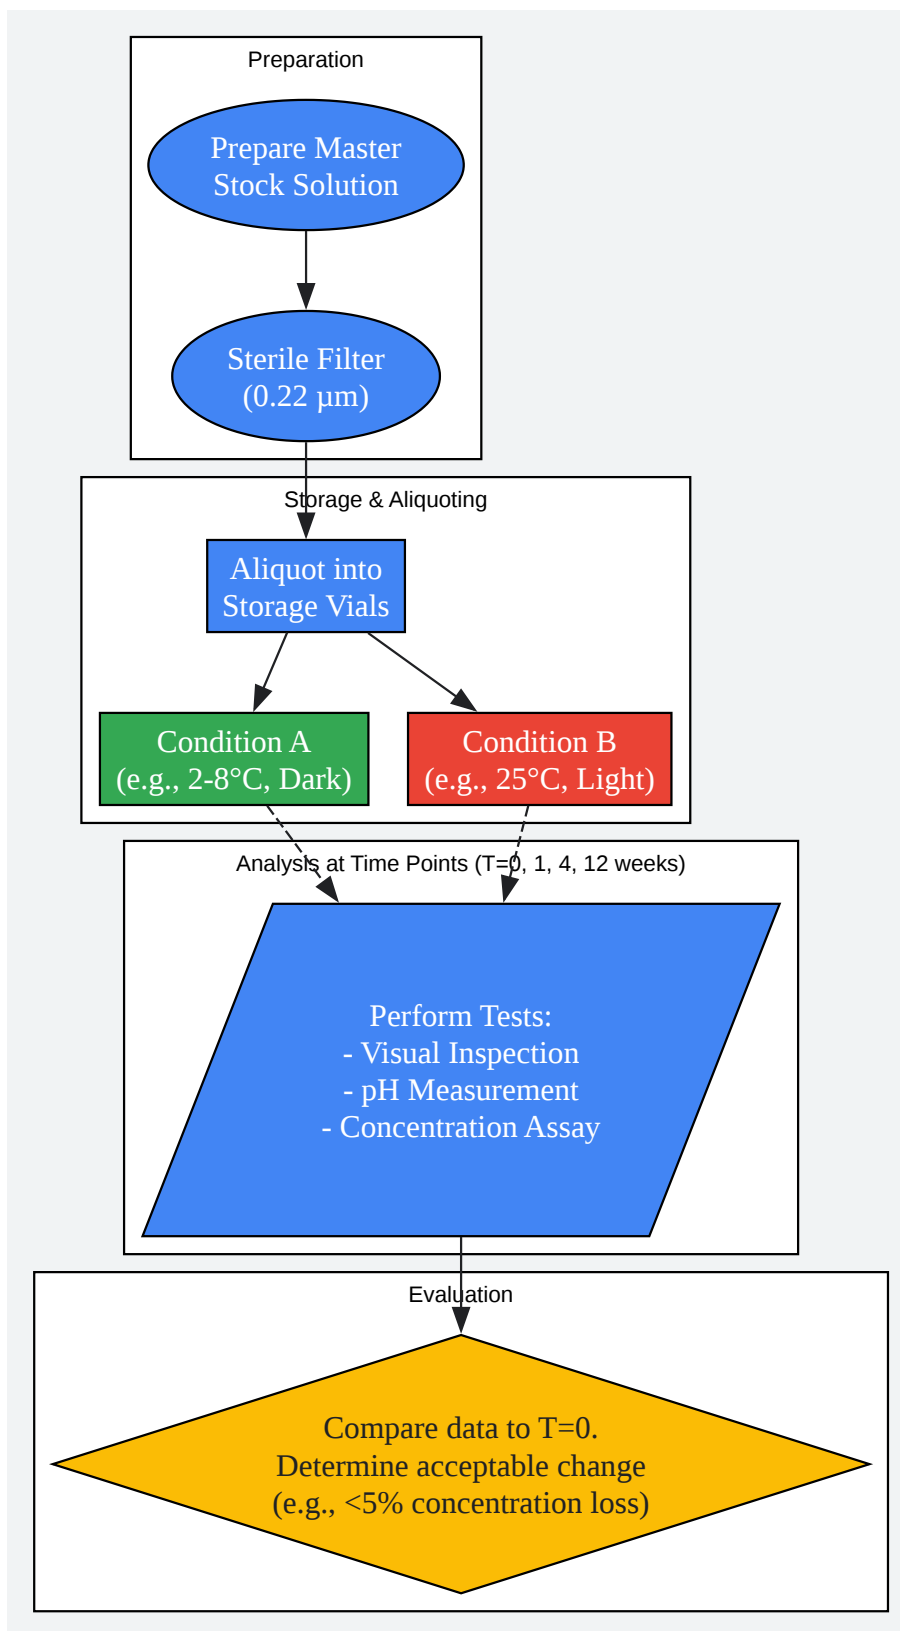 Preparation
Prepare Master
Stock Solution
Sterile Filter
(0.22 µm)
Storage & Aliquoting
Aliquot into
Storage Vials
Condition A
(e.g., 2-8°C, Dark)
Condition B
(e.g., 25°C, Light)
Analysis at Time Points (T=0, 1, 4, 12 weeks)
Perform Tests:
- Visual Inspection
- pH Measurement
- Concentration Assay
Evaluation
Compare data to T=0.
Determine acceptable change
(e.g., <5% concentration loss)